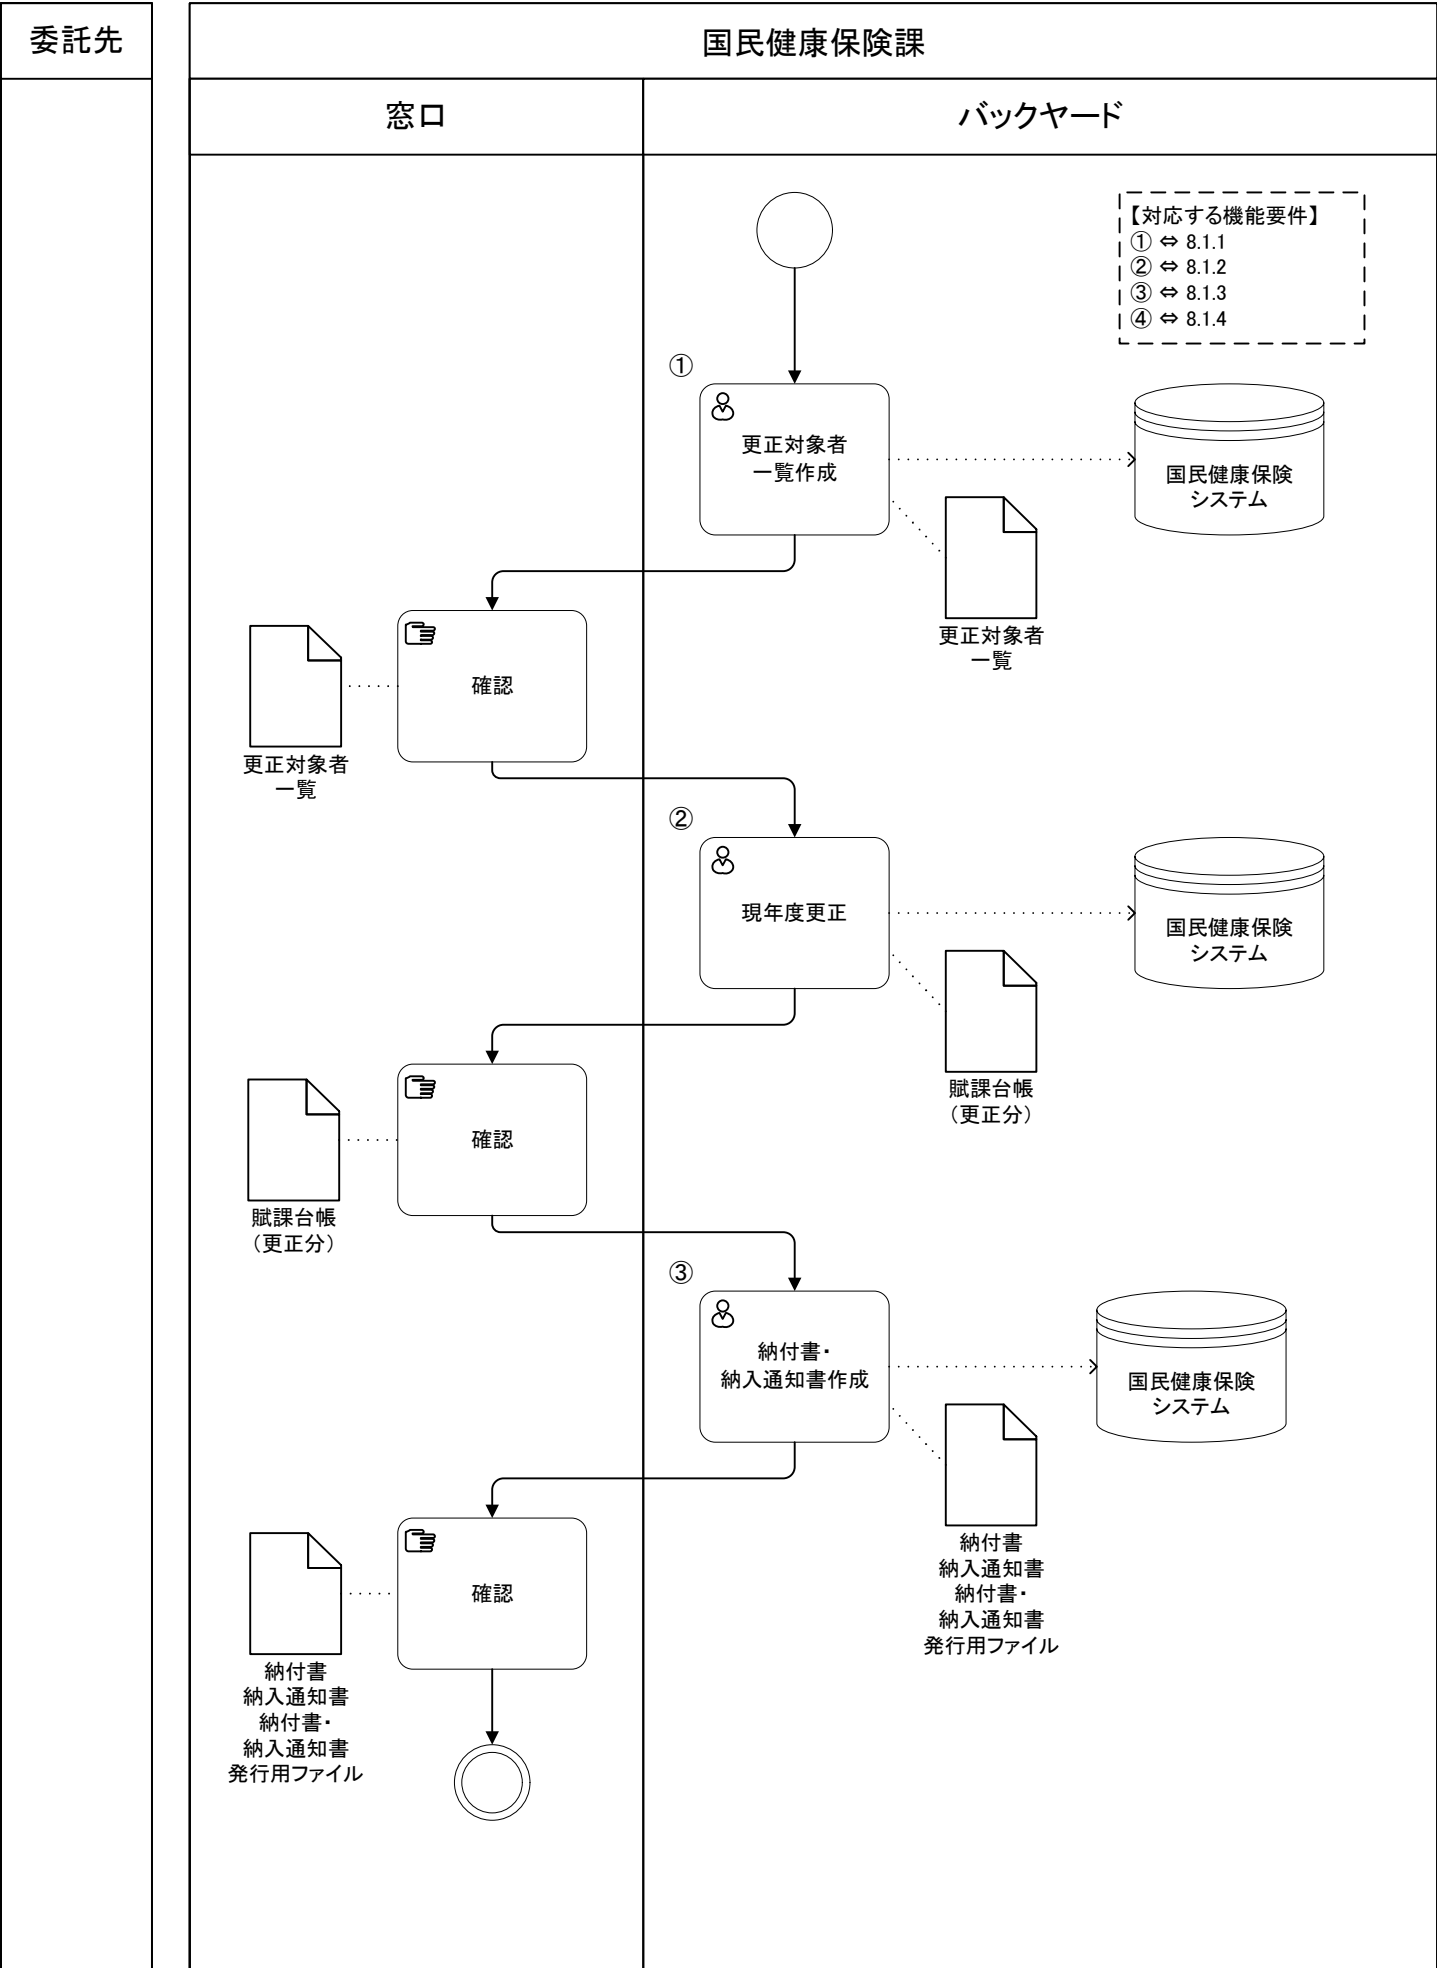 委託先
国民健康保険課
窓口
バックヤード
【対応する機能要件】
① ⇔ 8.1.1
② ⇔ 8.1.2
③ ⇔ 8.1.3
④ ⇔ 8.1.4
①
更正対象者
一覧作成
国民健康保険
システム
更正対象者
一覧
確認
更正対象者
一覧
②
現年度更正
国民健康保険
システム
賦課台帳
（更正分）
確認
賦課台帳
（更正分）
③
納付書・
納入通知書作成
国民健康保険
システム
納付書
納入通知書
納付書・
納入通知書
発行用ファイル
確認
納付書
納入通知書
納付書・
納入通知書
発行用ファイル